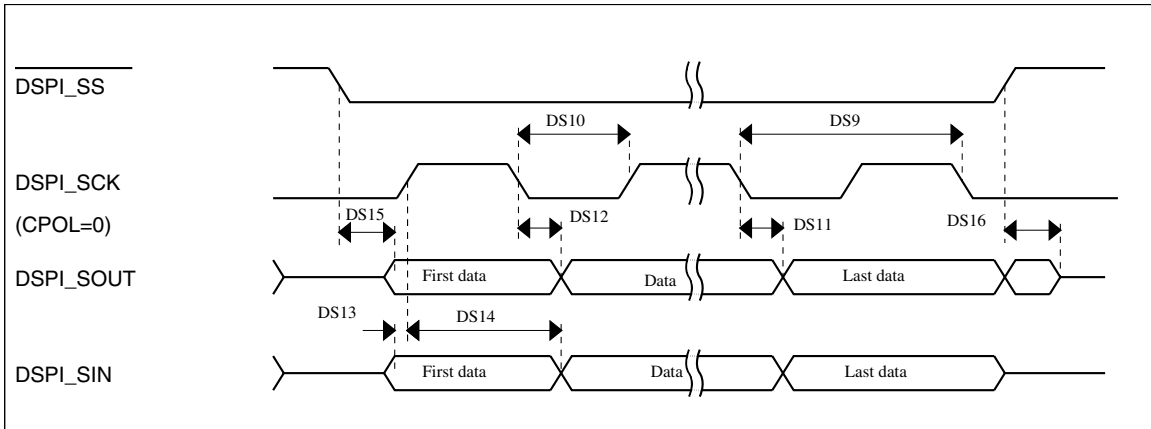 DSPI_SS
DS10
DS9
DSPI_SCK
(CPOL=0)
DS15
DS12
DS11
DS16
DSPI_SOUT
First data
Data
Last data
DS13
DS14
DSPI_SIN
First data
Data
Last data